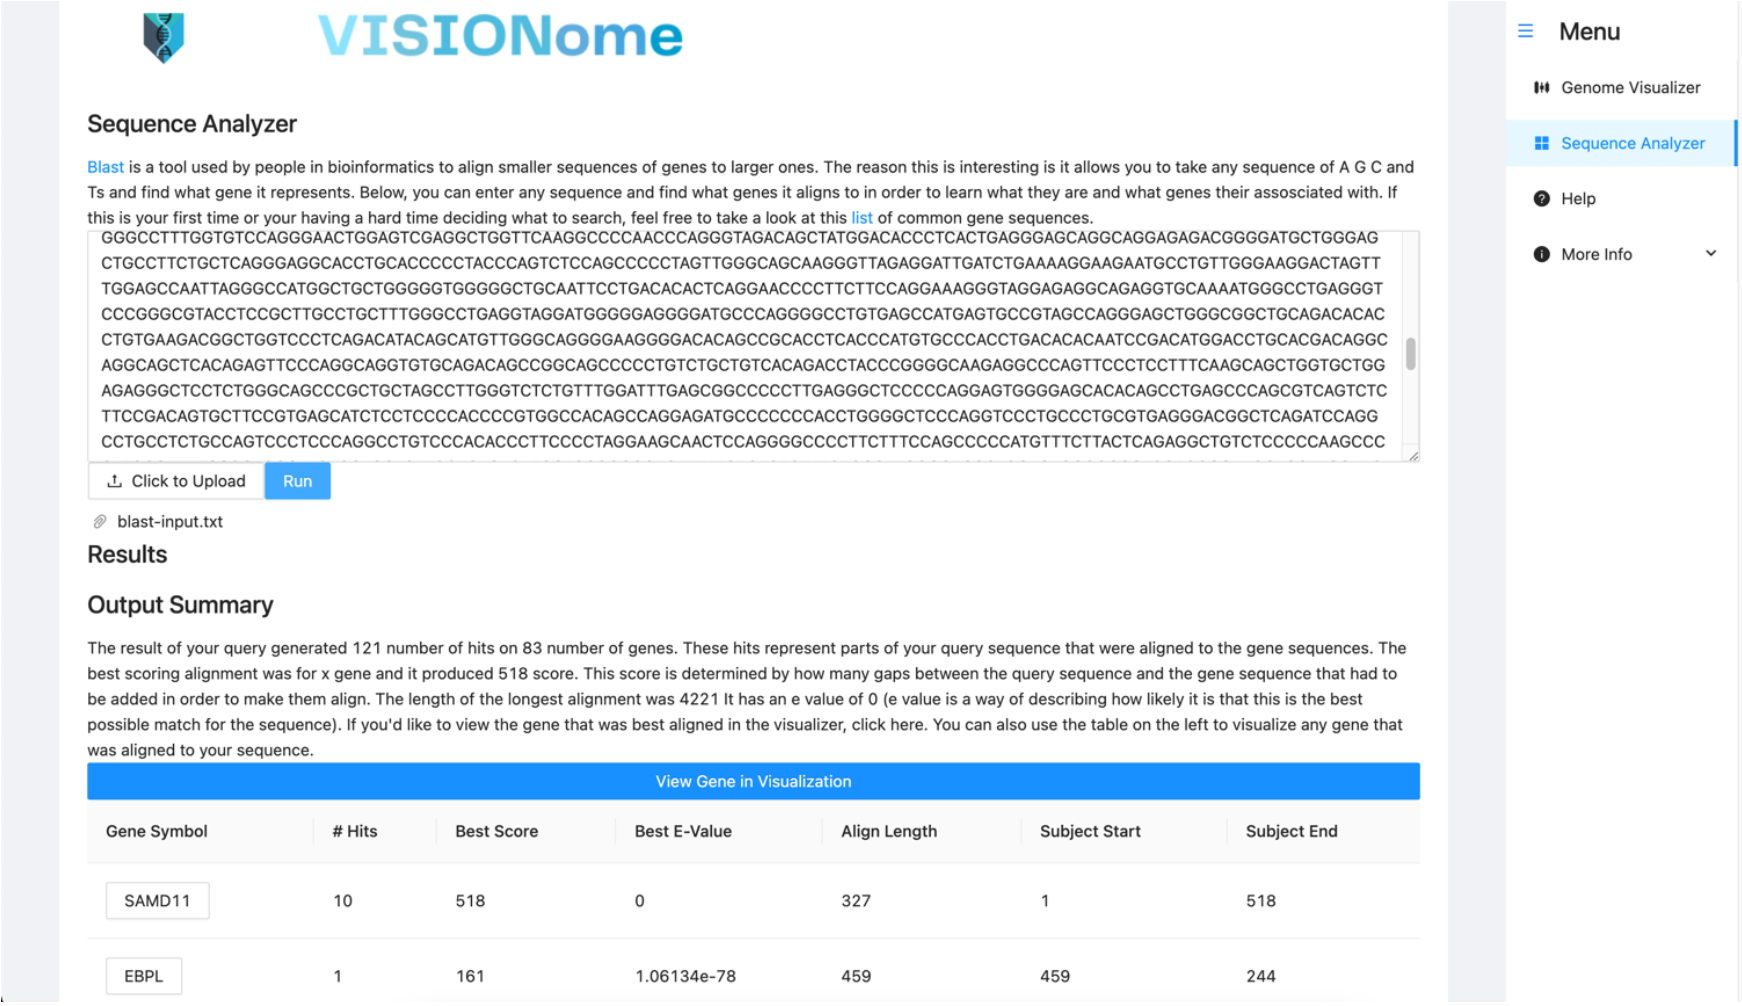 VISIONome
Menu
Genome Visualizer
Sequence Analyzer
Help
More Info
Sequence Analyzer
Blast is a tool used by people in bioinformatics to align smaller sequences of genes to larger ones. The reason this is interesting is it allows you to take any sequence of A G C and
Ts and find what gene it represents. Below, you can enter any sequence and find what genes it aligns to in order to learn what they are and what genes their assosciated with. If
this is your first time or your having a hard time deciding what to search, feel free to take a look at this list of common gene sequences.
GGGCCTTTGGTGTCCAGGGAACTGGAGTCGAGGCTGGTTCAAGGCCCCAACCCAGGGTAGACAGCTATGGACACCCTCACTGAGGGAGCAGGCAGGAGAGACGGGGATGCTGGGAG
CTGCCTTCTGCTCAGGGAGGCACCTGCACCCCCTACCCAGTCTCCAGCCCCCTAGTTGGGCAGCAAGGGTTAGAGGATTGATCTGAAAAGGAAGAATGCCTGTTGGGAAGGACTAGTT
TGGAGCCAATTAGGGCCATGGCTGCTGGGGGTGGGGGCTGCAATTCCTGACACACTCAGGAACCCCTTCTTCCAGGAAAGGGTAGGAGAGGCAGAGGTGCAAAATGGGCCTGAGGGT
CCCGGGCGTACCTCCGCTTGCCTGCTTTGGGCCTGAGGTAGGATGGGGGAGGGGATGCCCAGGGGCCTGTGAGCCATGAGTGCCGTAGCCAGGGAGCTGGGCGGCTGCAGACACAC
CTGTGAAGACGGCTGGTCCCTCAGACATACAGCATGTTGGGCAGGGGAAGGGGACACAGCCGCACCTCACCCATGTGCCCACCTGACACACAATCCGACATGGACCTGCACGACAGGC
AGGCAGCTCACAGAGTTCCCAGGCAGGTGTGCAGACAGCCGGCAGCCCCCTGTCTGCTGTCACAGACCTACCCGGGGCAAGAGGCCCAGTTCCCTCCTTTCAAGCAGCTGGTGCTGG
AGAGGGCTCCTCTGGGCAGCCCGCTGCTAGCCTTGGGTCTCTGTTTGGATTTGAGCGGCCCCCTTGAGGGCTCCCCCAGGAGTGGGGAGCACACAGCCTGAGCCCAGCGTCAGTCTC
TTCCGACAGTGCTTCCGTGAGCATCTCCTCCCCACCCCGTGGCCACAGCCAGGAGATGCCCCCCCACCTGGGGCTCCCAGGTCCCTGCCCTGCGTGAGGGACGGCTCAGATCCAGG
CCTGCCTCTGCCAGTCCCTCCCAGGCCTGTCCCACACCCTTCCCCTAGGAAGCAACTCCAGGGGCCCCTTCTTTCCAGCCCCCATGTTTCTTACTCAGAGGCTGTCTCCCCCAAGCCC
Click to Upload
Run
blast-input.txt
Results
Output Summary
The result of your query generated 121 number of hits on 83 number of genes. These hits represent parts of your query sequence that were aligned to the gene sequences. The
best scoring alignment was for x gene and it produced 518 score. This score is determined by how many gaps between the query sequence and the gene sequence that had to
be added in order to make them align. The length of the longest alignment was 4221 It has an e value of 0 (e value is a way of describing how likely it is that this is the best
possible match for the sequence). If you'd like to view the gene that was best aligned in the visualizer, click here. You can also use the table on the left to visualize any gene that
was aligned to your sequence.
View Gene in Visualization
Gene Symbol # Hits Best Score Best E-Value Align Length Subject Start Subject End
SAMD11 10 518 0 327 1 518
EBPL 1 161 1.06134e-78 459 459 244